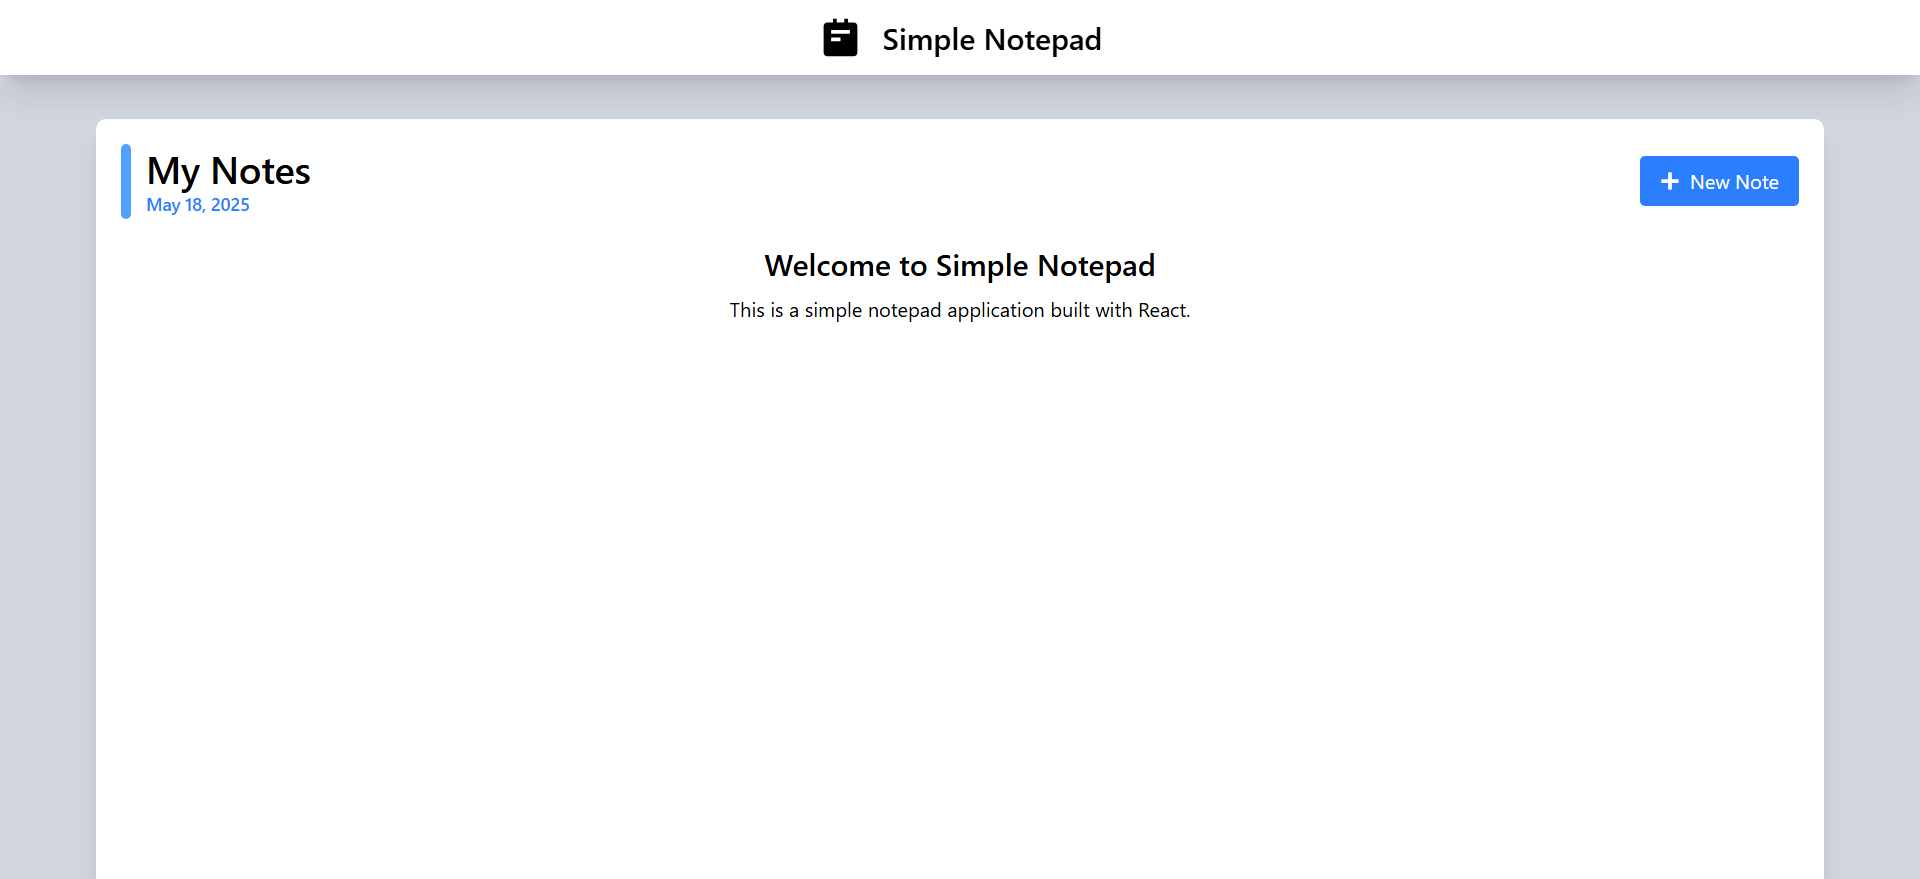 Simple Notepad
My Notes
May 18, 2025
New Note
Welcome to Simple Notepad
This is a simple notepad application built with React.